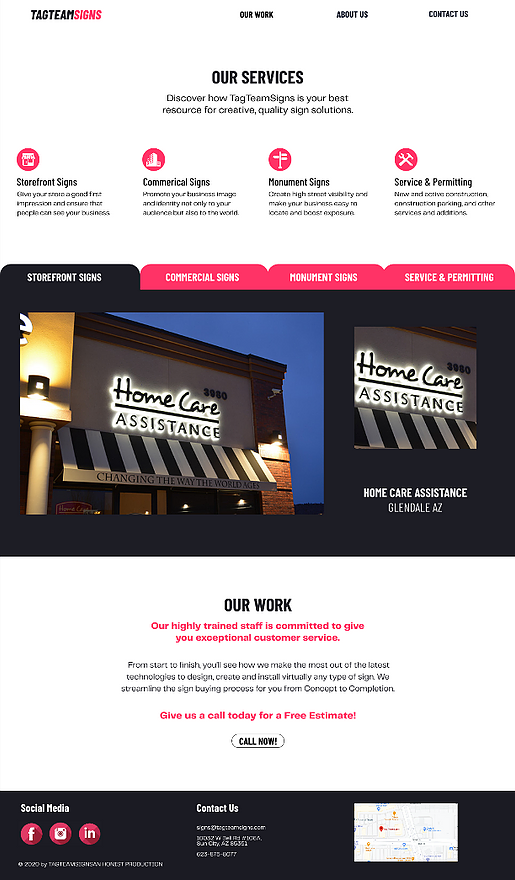 TAGTEAMSIGNS
OUR WORK
ABOUT US
CONTACT US
OUR SERVICES
Discover how TagTeamSigns is your best
resource for creative, quality sign solutions.
Storefront Signs
Give your store a good first
impression and ensure that
people can see your business.
Commerical Signs
Promote your business image
and identity not only to your
audience but also to the world.
Monument Signs
Create high street visibility and
make your business easy to
locate and boost exposure.
Service & Permitting
New and active construction,
construction parking, and other
services and additions.
STOREFRONT SIGNS
COMMERCIAL SIGNS
MONUMENT SIGNS
SERVICE & PERMITTING
3980
Home Care
ASSISTANCE
CHANGING THE WAY THE WORLD AGES
3980
Home Care
ASSISTANCE
HOME CARE ASSISTANCE
GLENDALE AZ
OUR WORK
Our highly trained staff is committed to give
you exceptional customer service.
From start to finish, you'll see how we make the most out of the latest
technologies to design, create and install virtually any type of sign. We
streamline the sign buying process for you from Concept to Completion.
Give us a call today for a Free Estimate!
CALL NOW!
Social Media
Contact Us
signs@tagteamsigns.com
Sun City, AZ 85351
© 2020 by TAGTEAMSIGNSAN HONEST PRODUCTION